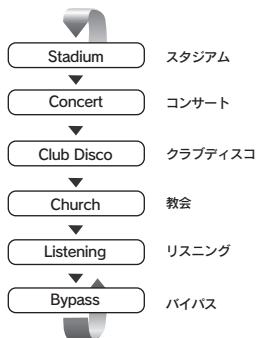 Stadium スタジアム
Concert コンサート
Club Disco クラブディスコ
Church 教会
Listening リスニング
Bypass バイパス